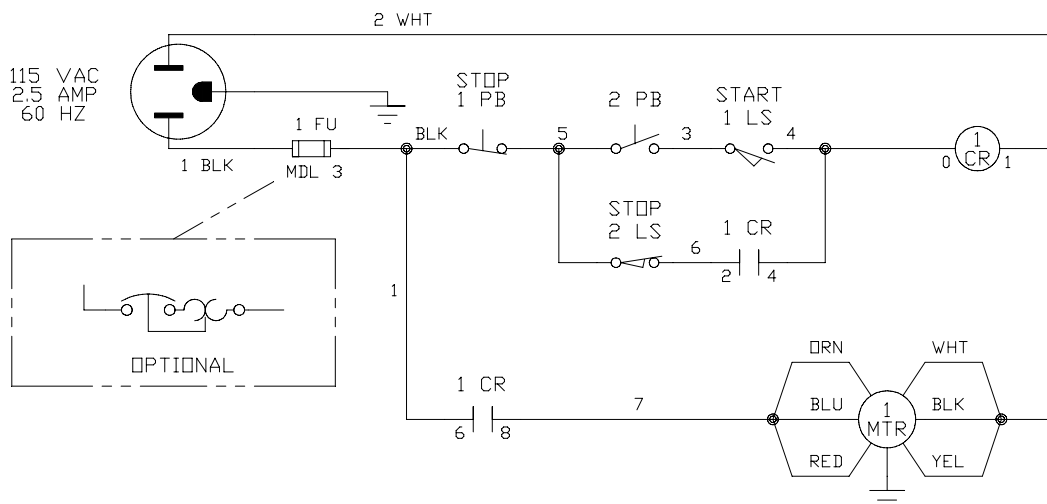 2 WHT
115 VAC
2.5 AMP
60 HZ
STOP
1 PB
2 PB
START
1 LS
1 FU
BLK
5
3
4
1
CR
0
1
1 BLK
MDL 3
STOP
2 LS
6
1 CR
2
4
1
OPTIONAL
ORN
WHT
1 CR
7
BLU
1
MTR
BLK
6
8
RED
YEL